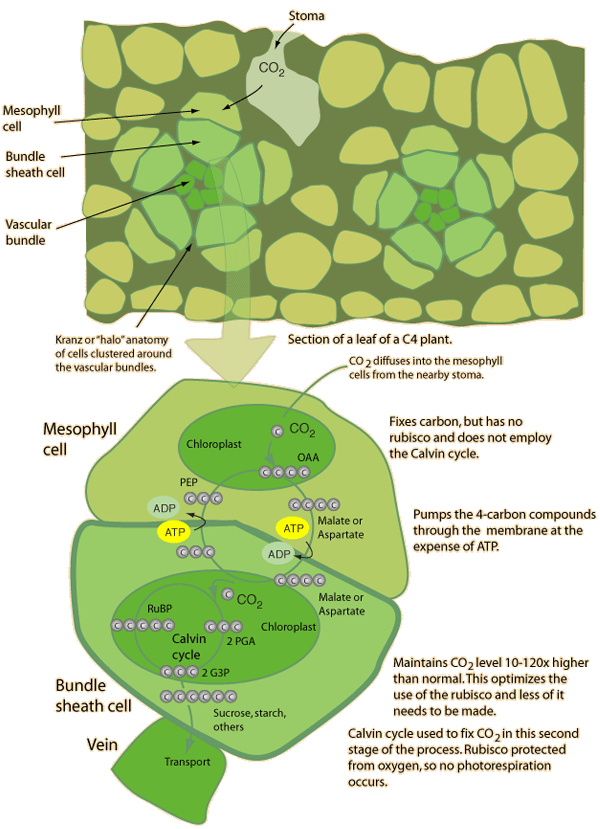 Stoma
CO2
Mesophyll
cell
Bundle
sheath cell
Vascular
bundle
Kranz or "halo" anatomy
of cells clustered around
the vascular bundles.
Section of a leaf of a C4 plant.
CO2 diffuses into the mesophyll
cells from the nearby stoma.
Mesophyll
cell
C
CO2
Chloroplast
OAA
C C C C
Fixes carbon, but has no
rubisco and does not employ
the Calvin cycle.
PEP
C C C
C C C C
ADP
ATP
Malate or
Aspartate
ATP
ADP
Pumps the 4-carbon compounds
through the membrane at the
expense of ATP.
C C C
C C C C
C
CO2
Malate or
Aspartate
RuBP
C C C C C
C C C
Chloroplast
Calvin
cycle
2 PGA
C C C
2 G3P
Bundle
sheath cell
C C C C C C
Sucrose, starch,
others
Maintains CO2 level 10-120x higher
than normal. This optimizes the
use of the rubisco and less of it
needs to be made.
Vein
Transport
Calvin cycle used to fix CO2 in this second
stage of the process. Rubisco protected
from oxygen, so no photorespiration
occurs.